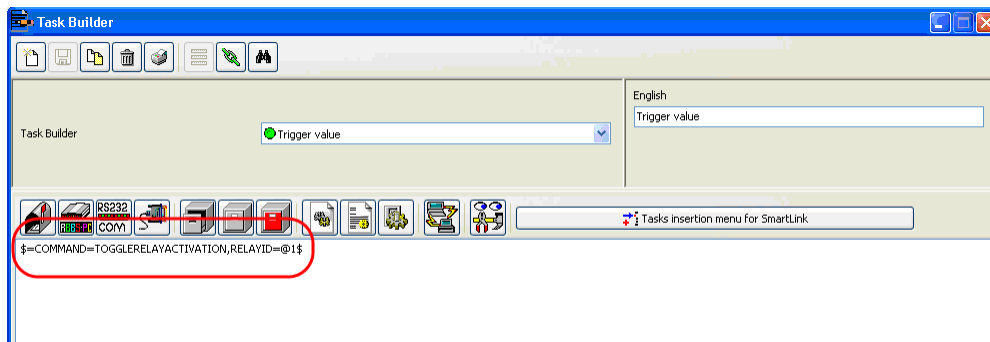 Task Builder
English
Trigger value
Task Builder
Trigger value
RS232
COM
Tasks insertion menu for SmartLink
$=COMMAND=TOGGLERELAYACTIVATION,RELAYID=@1$